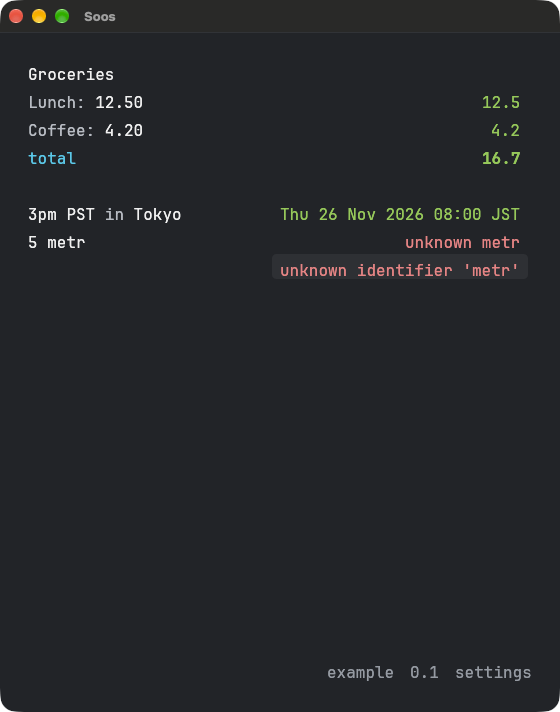 Soos
Groceries
Lunch: 12.50 12.5
Coffee: 4.20 4.2
total 16.7
3pm PST in Tokyo Thu 26 Nov 2026 08:00 JST
5 metr unknown metr
unknown identifier 'metr'
example 0.1 settings